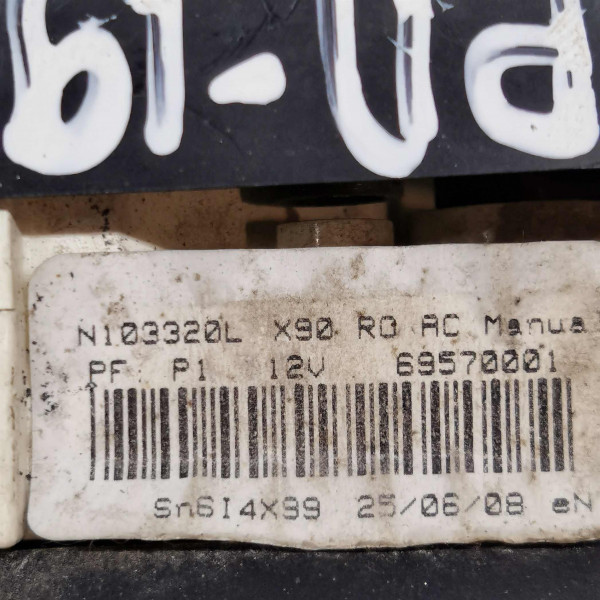 N103320L X90 RO AC Manua
PF P1 12V 69570001
Sn6I4X99 25/06/08 eN